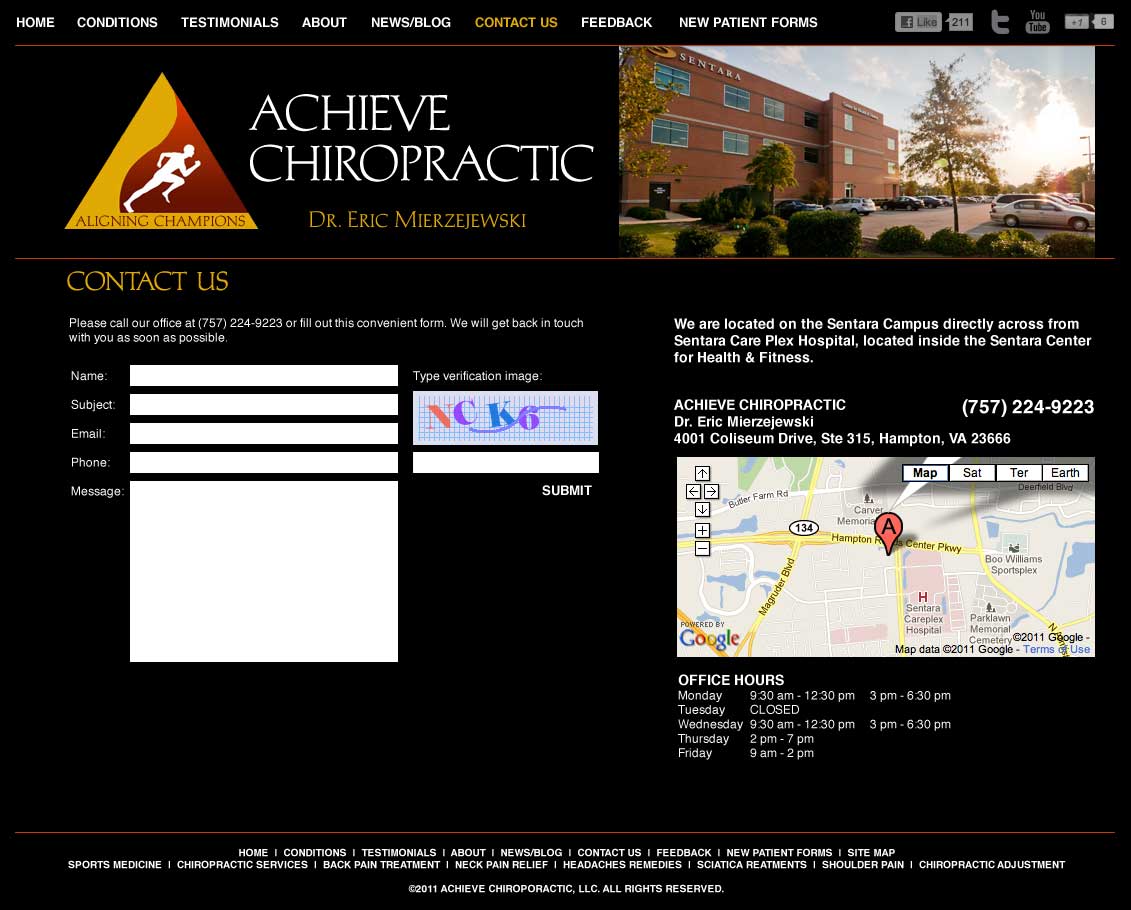 HOME CONDITIONS TESTIMONIALS ABOUT NEWS/BLOG CONTACT US FEEDBACK NEW PATIENT FORMS Like 211 You Tube +1 6
SENTARA
ACHIEVE
CHIROPRACTIC
ALIGNING CHAMPIONS
DR. ERIC MIERZEJEWSKI
CONTACT US
Please call our office at (757) 224-9223 or fill out this convenient form. We will get back in touch
with you as soon as possible.
Name:
Subject:
Email:
Phone:
Message:
Type verification image:
NCK6
SUBMIT
We are located on the Sentara Campus directly across from
Sentara Care Plex Hospital, located inside the Sentara Center
for Health & Fitness.
ACHIEVE CHIROPRACTIC (757) 224-9223
Dr. Eric Mierzejewski
4001 Coliseum Drive, Ste 315, Hampton, VA 23666
Map Sat Ter Earth
Deerfield Blvd
Butler Farm Rd
Carver
Memorial
134
A
Hampton Roads Center Pkwy
Boo Williams
Sportsplex
Magruder Blvd
H
Sentara
Careplex
Hospital
Parklawn
Memorial
Cemetery
POWERED BY
Google
©2011 Google -
Map data ©2011 Google - Terms of Use
OFFICE HOURS
Monday 9:30 am - 12:30 pm 3 pm - 6:30 pm
Tuesday CLOSED
Wednesday 9:30 am - 12:30 pm 3 pm - 6:30 pm
Thursday 2 pm - 7 pm
Friday 9 am - 2 pm
HOME | CONDITIONS | TESTIMONIALS | ABOUT | NEWS/BLOG | CONTACT US | FEEDBACK | NEW PATIENT FORMS | SITE MAP
SPORTS MEDICINE | CHIROPRACTIC SERVICES | BACK PAIN TREATMENT | NECK PAIN RELIEF | HEADACHES REMEDIES | SCIATICA REATMENTS | SHOULDER PAIN | CHIROPRACTIC ADJUSTMENT
©2011 ACHIEVE CHIROPORACTIC, LLC. ALL RIGHTS RESERVED.